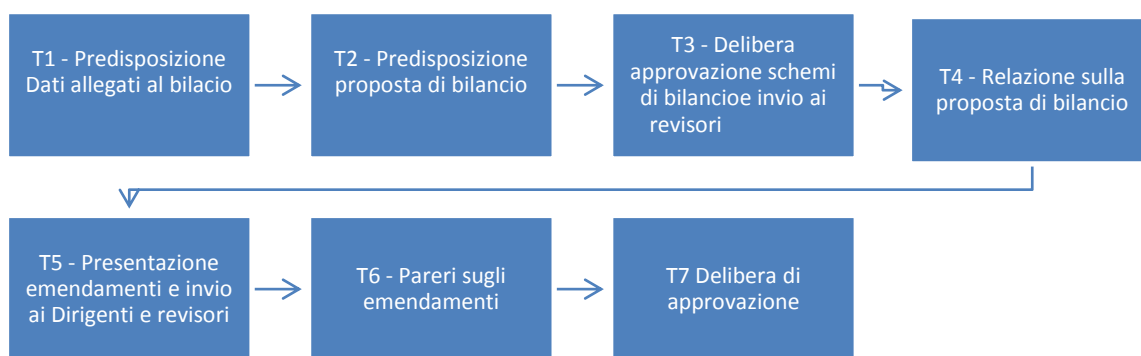 T1 - Predisposizione
Dati allegati al bilacio
T2 - Predisposizione
proposta di bilancio
T3 - Delibera
approvazione schemi
di bilancioe invio ai
revisori
T4 - Relazione sulla
proposta di bilancio
T5 - Presentazione
emendamenti e invio
ai Dirigenti e revisori
T6 - Pareri sugli
emendamenti
T7 Delibera di
approvazione